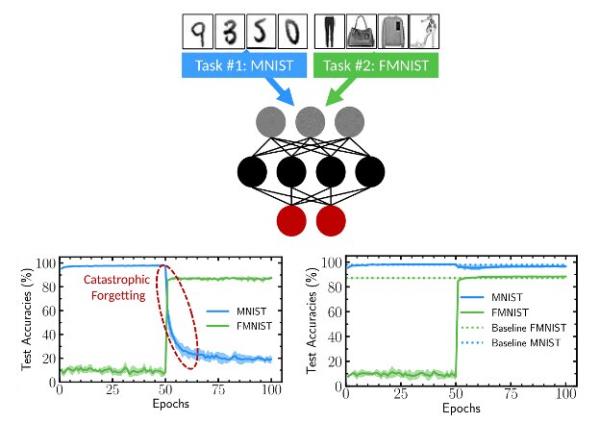 9 3 5 0
Task #1: MNIST
Task #2: FMNIST
100
80
60
40
20
0
Test Accuracies (%)
Catastrophic
Forgetting
MNIST
FMNIST
0 25 50 75 100
Epochs
100
80
60
40
20
0
Test Accuracies (%)
MNIST
FMNIST
Baseline FMNIST
Baseline MNIST
0 25 50 75 100
Epochs